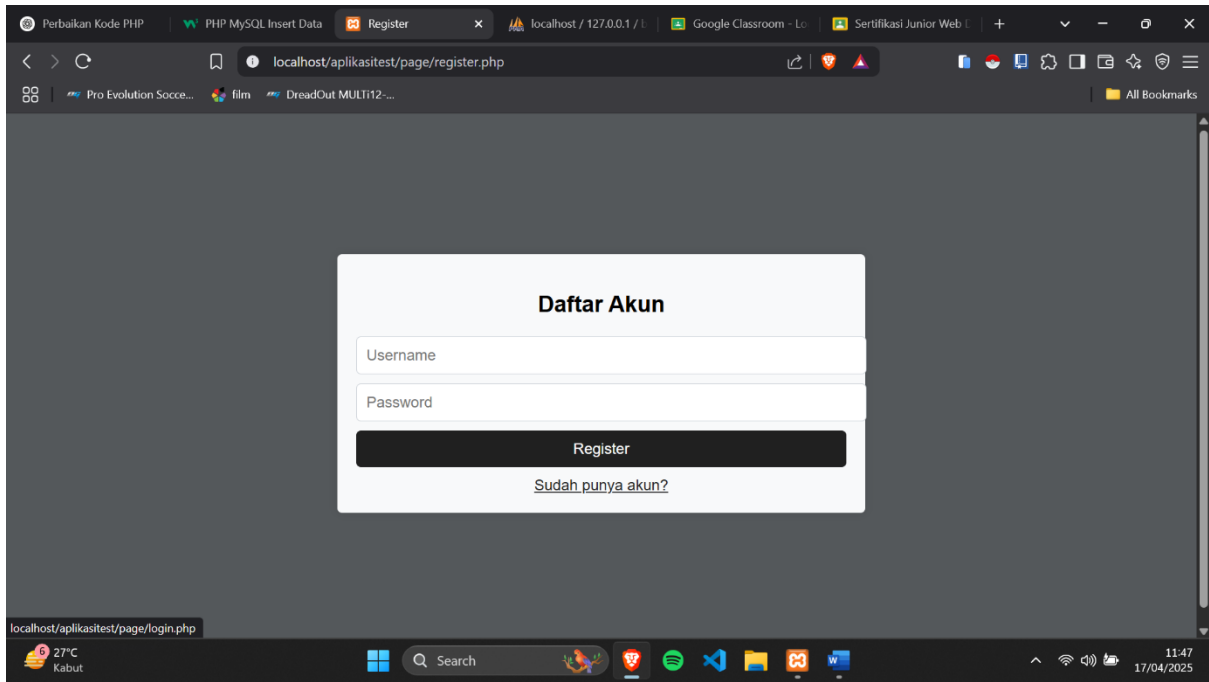 Perbaikan Kode PHP
PHP MySQL Insert Data
Register
localhost / 127.0.0.1 / b
Google Classroom - Lo
Sertifikasi Junior Web D
localhost/aplikasitest/page/register.php
Pro Evolution Socce...
film
DreadOut MULTi12-...
All Bookmarks
Daftar Akun
Username
Password
Register
Sudah punya akun?
localhost/aplikasitest/page/login.php
6
27°C
Kabut
Search
11:47
17/04/2025